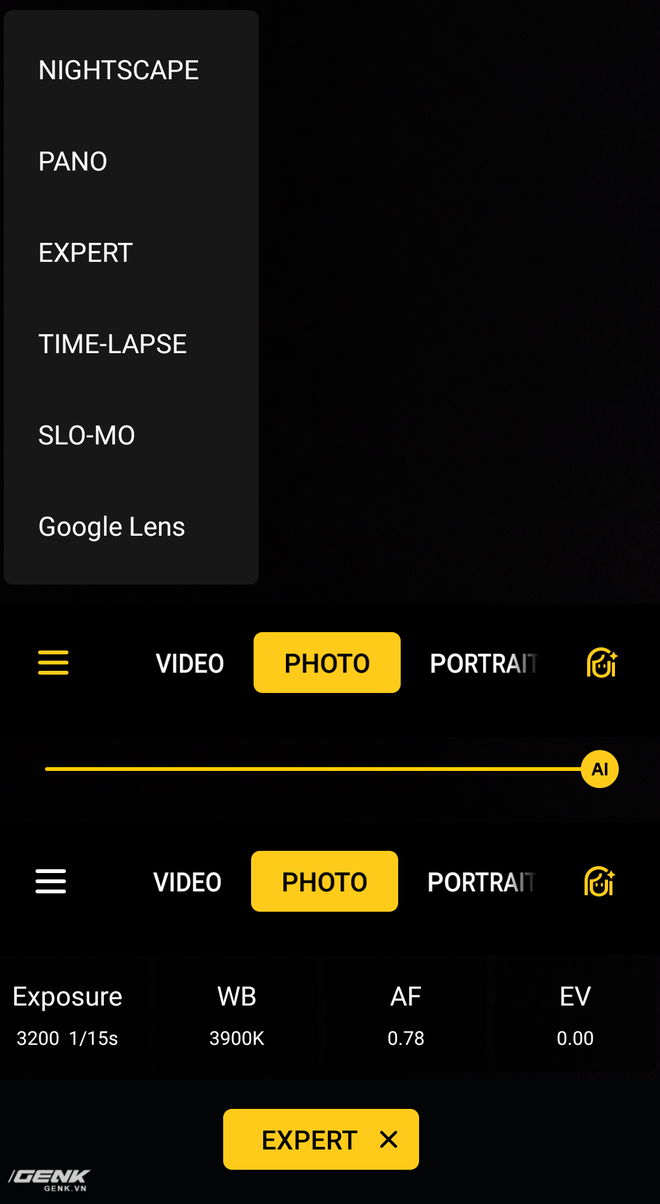 NIGHTSCAPE
PANO
EXPERT
TIME-LAPSE
SLO-MO
Google Lens
VIDEO PHOTO PORTRAIT
AI
VIDEO PHOTO PORTRAIT
Exposure WB AF EV
3200 1/15s 3900K 0.78 0.00
EXPERT ×
/GENK
GENK.VN